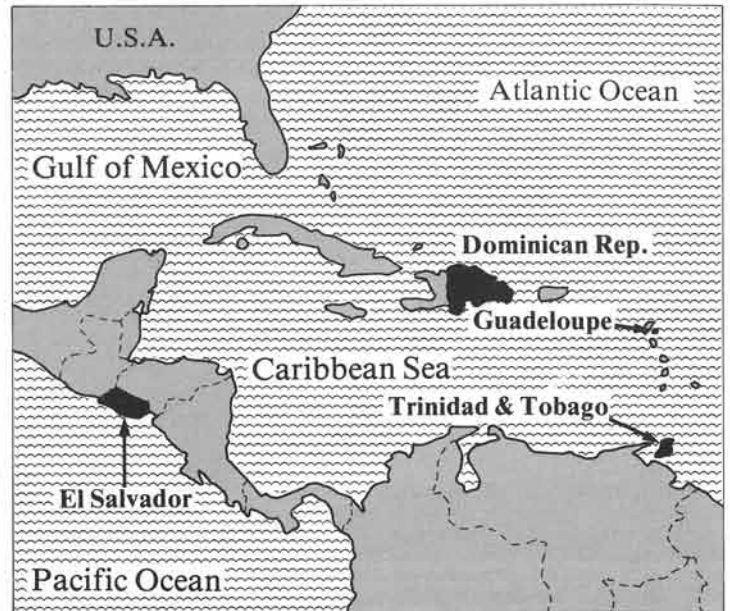 U.S.A.
Atlantic Ocean
Gulf of Mexico
Dominican Rep.
Guadeloupe
Caribbean Sea
Trinidad & Tobago
El Salvador
Pacific Ocean